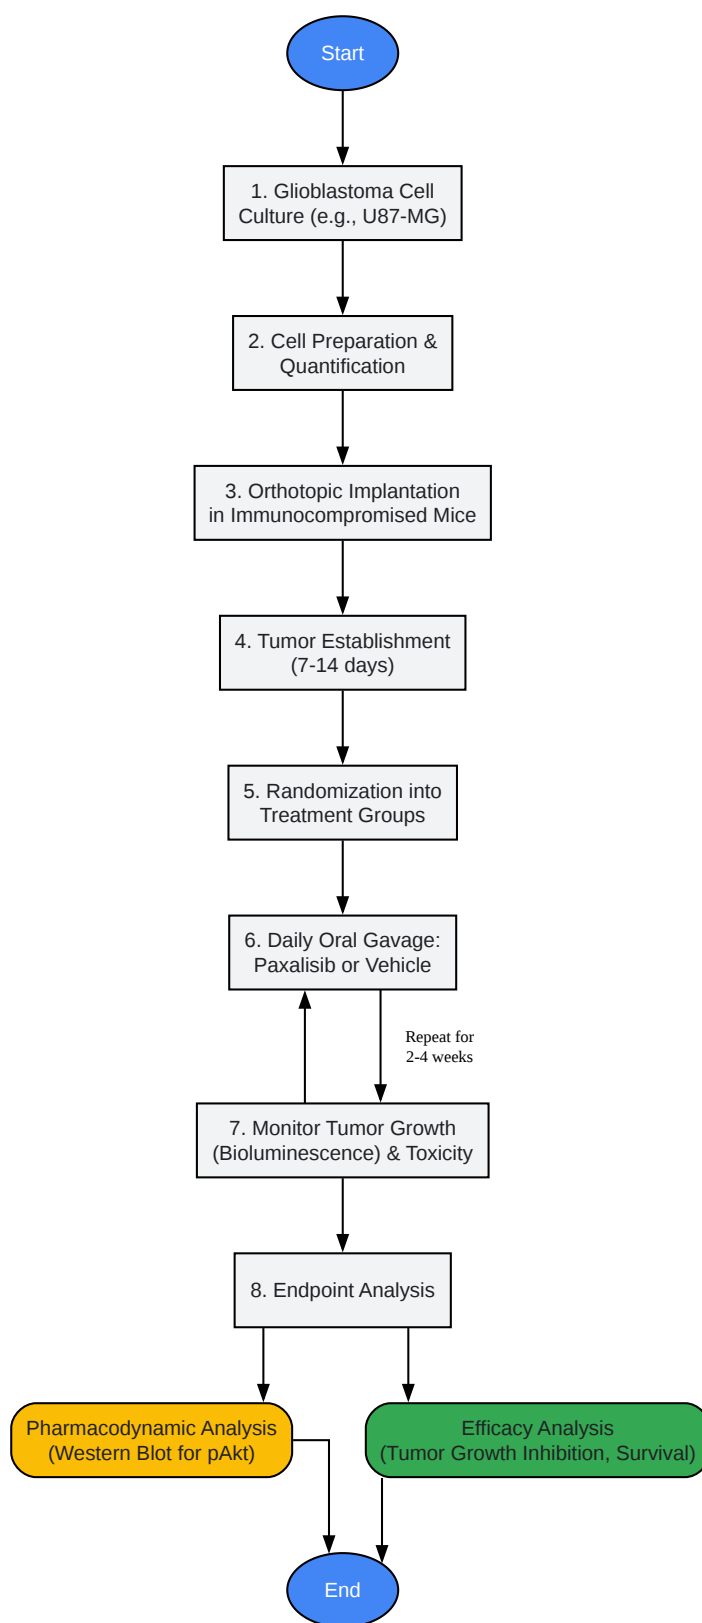 Start
1. Glioblastoma Cell
Culture (e.g., U87-MG)
2. Cell Preparation &
Quantification
3. Orthotopic Implantation
in Immunocompromised Mice
4. Tumor Establishment
(7-14 days)
5. Randomization into
Treatment Groups
6. Daily Oral Gavage:
Paxalisib or Vehicle
Repeat for
2-4 weeks
7. Monitor Tumor Growth
(Bioluminescence) & Toxicity
8. Endpoint Analysis
Pharmacodynamic Analysis
(Western Blot for pAkt)
Efficacy Analysis
(Tumor Growth Inhibition, Survival)
End